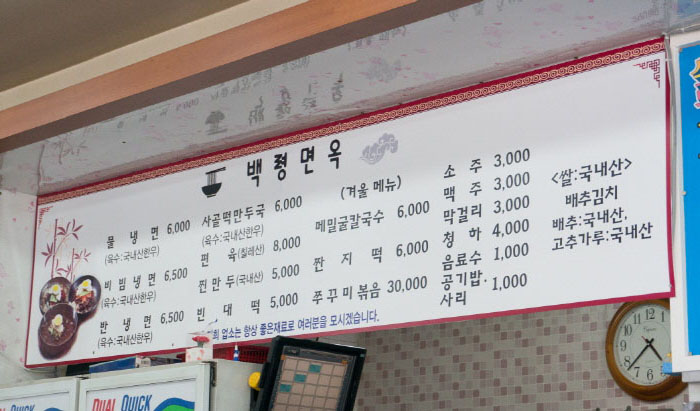 백령면옥
물 냉면 6,000
(육수:국내산한우)
비빔냉면 6,500
(육수:국내산한우)
반 냉면 6,500
(육수:국내산한우)
사골떡만두국 6,000
(육수:국내산한우)
편 육(칠레산) 8,000
찐만두(국내산) 5,000
빈대떡 5,000
(겨울 메뉴)
메밀굴칼국수 6,000
짠지떡 6,000
쭈꾸미볶음 30,000
소주 3,000
맥주 3,000
막걸리 3,000
청하 4,000
음료수 1,000
공기밥· 1,000
사리
<쌀:국내산>
배추김치
배추:국내산,
고추가루:국내산
업소는 항상 좋은재료로 여러분을 모시겠습니다.
DUAL QUICK
DUAL QUICK